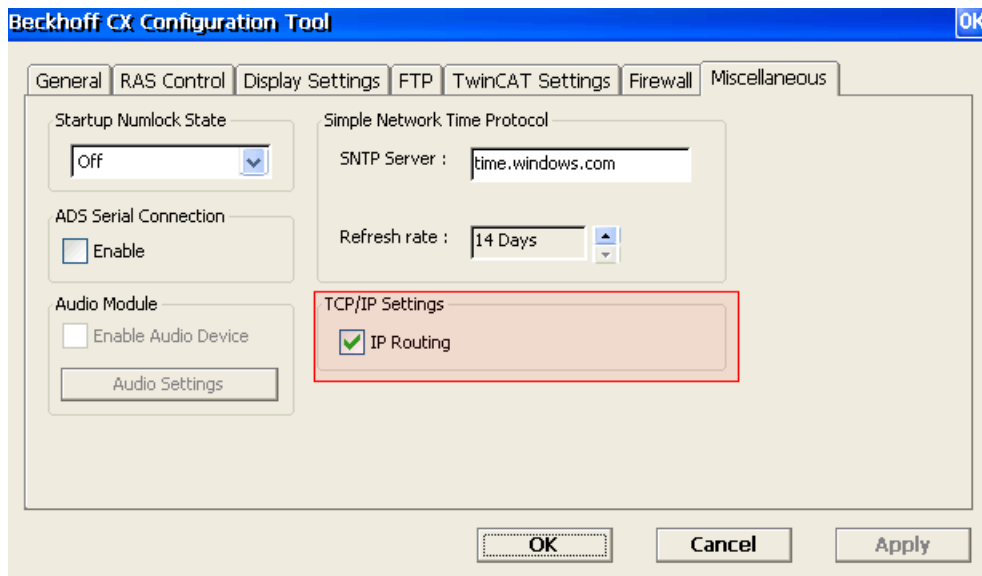 Beckhoff CX Configuration Tool OK
General RAS Control Display Settings FTP TwinCAT Settings Firewall Miscellaneous
Startup Numlock State
Off
ADS Serial Connection
Enable
Audio Module
Enable Audio Device
Audio Settings
Simple Network Time Protocol
SNTP Server : time.windows.com
Refresh rate : 14 Days
TCP/IP Settings
IP Routing
OK Cancel Apply